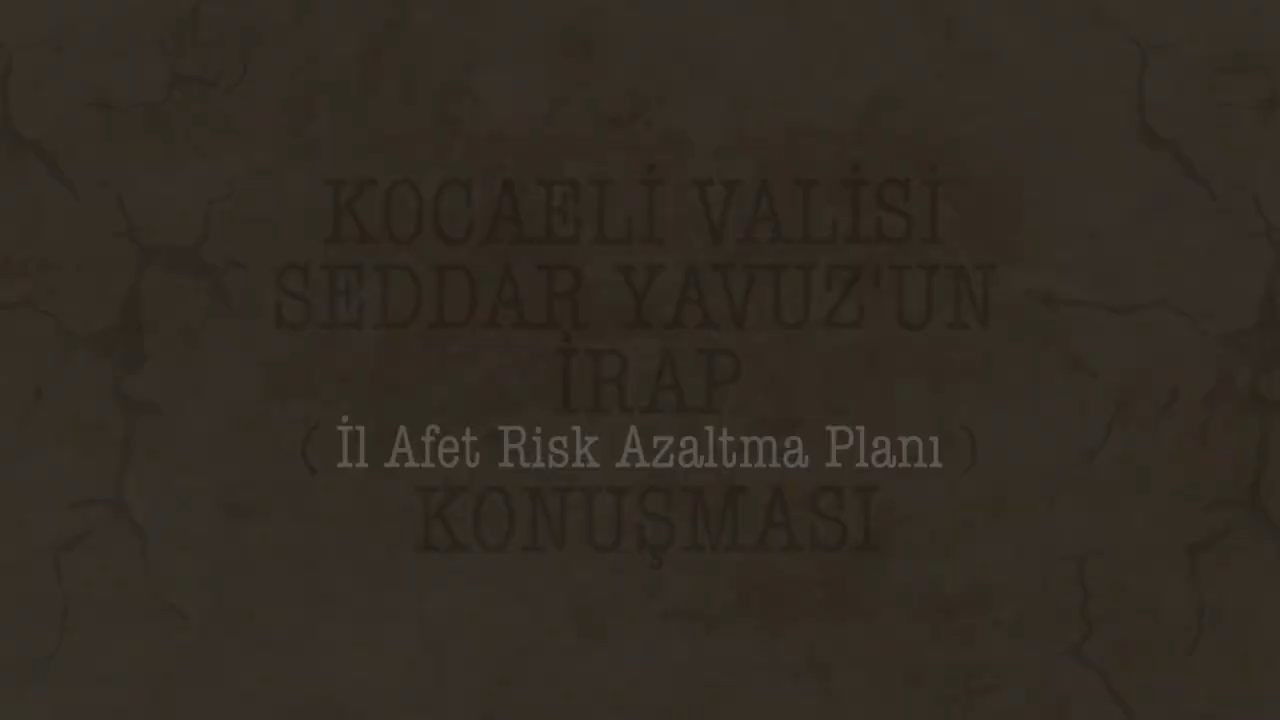 KOCAELİ VALİSİ
SEDDAR YAVUZ'UN
İRAP
( İl Afet Risk Azaltma Planı )
KONUŞMASI